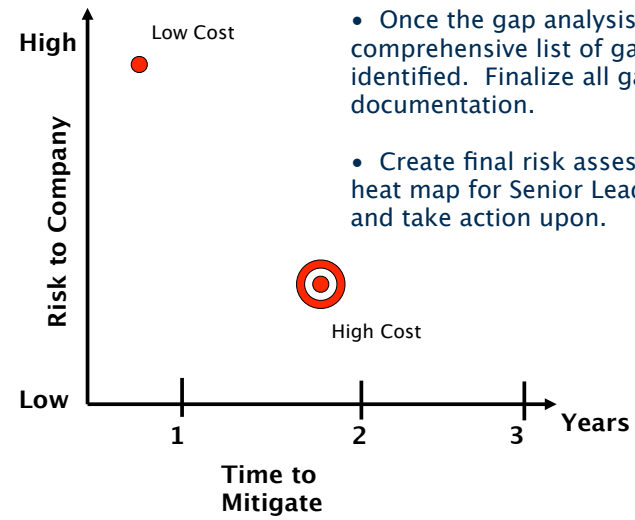 High
Low Cost
• Once the gap analysis
comprehensive list of ga
identified. Finalize all ga
documentation.
• Create final risk asses
heat map for Senior Lead
and take action upon.
Risk to Company
High Cost
Low
1
2
3
Years
Time to
Mitigate